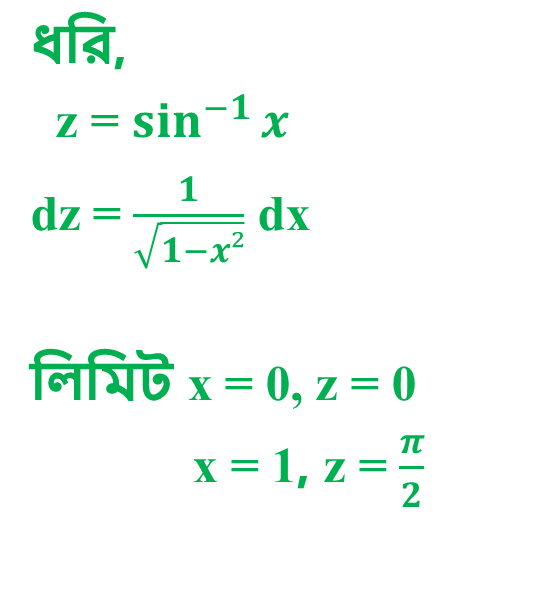 ধরি,
z = sin⁻¹ x
dz = 1/√(1−x²) dx
লিমিট x = 0, z = 0
x = 1, z = π/2